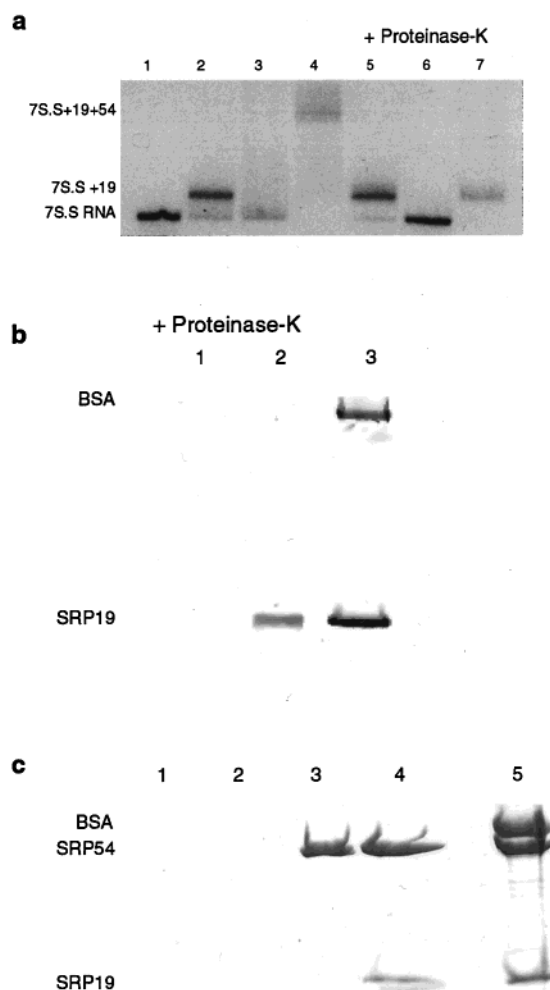 a
+ Proteinase-K
1 2 3 4 5 6 7
7S.S+19+54
7S.S +19
7S.S RNA
+ Proteinase-K
b
1 2 3
BSA
SRP19
c
1 2 3 4 5
BSA
SRP54
SRP19